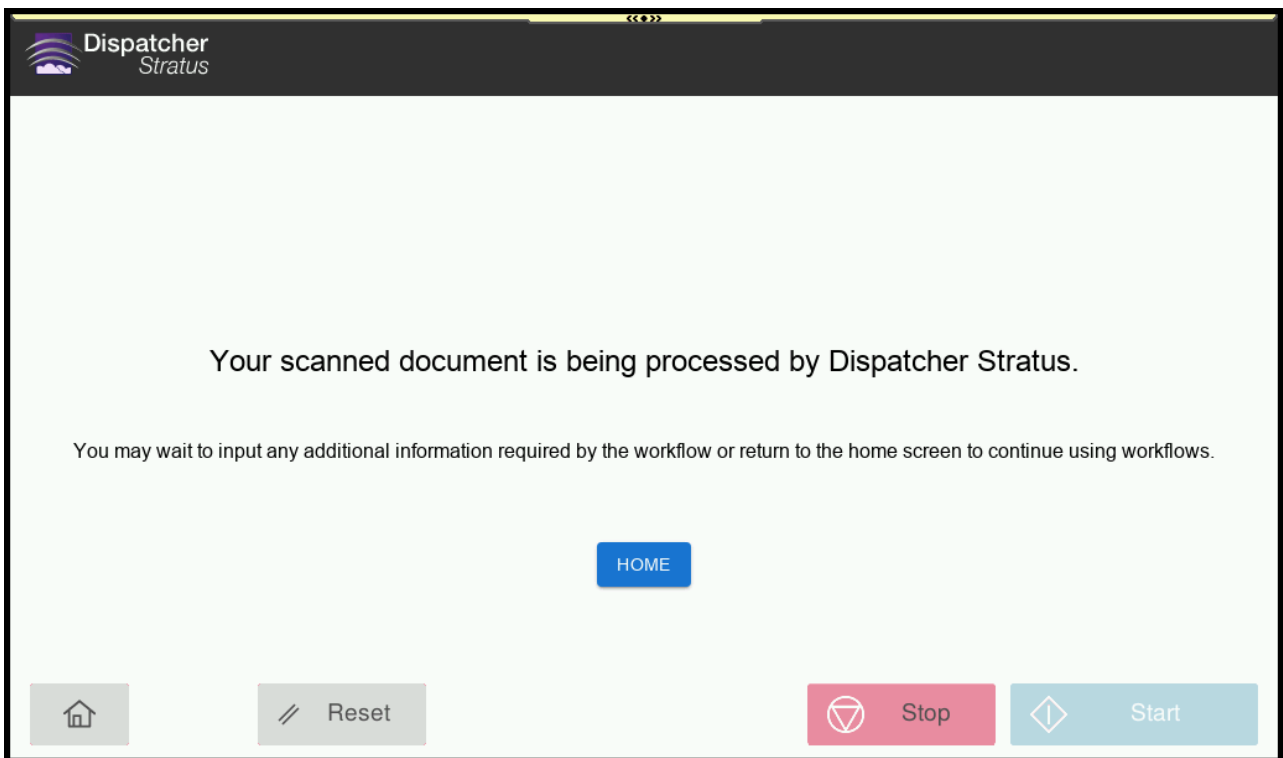 Dispatcher
Stratus
Your scanned document is being processed by Dispatcher Stratus.
You may wait to input any additional information required by the workflow or return to the home screen to continue using workflows.
HOME
Reset
Stop
Start